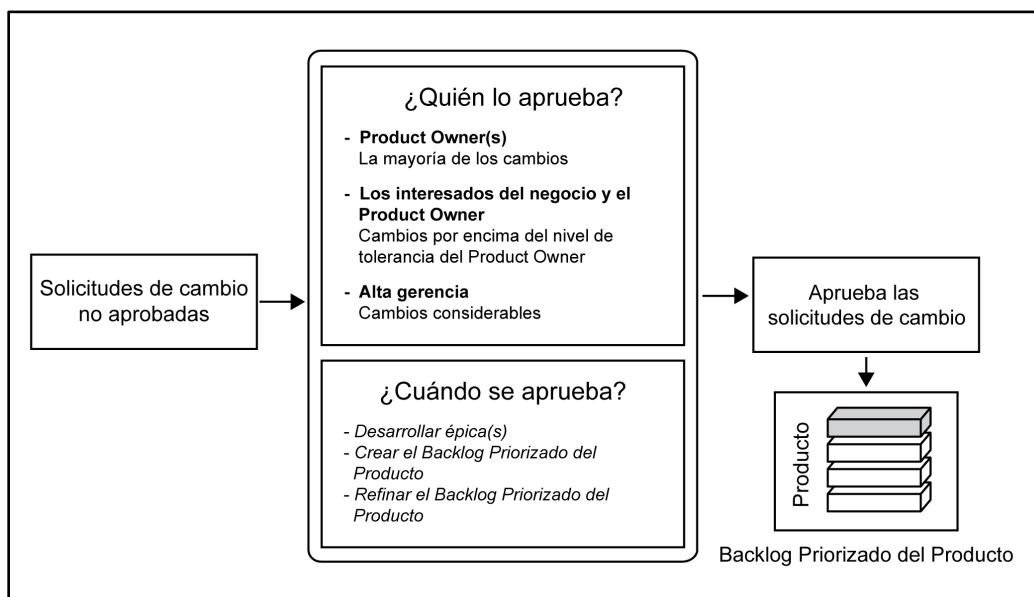 Solicitudes de cambio
no aprobadas
¿Quién lo aprueba?
- Product Owner(s)
La mayoría de los cambios
- Los interesados del negocio y el
Product Owner
Cambios por encima del nivel de
tolerancia del Product Owner
- Alta gerencia
Cambios considerables
¿Cuándo se aprueba?
- Desarrollar épica(s)
- Crear el Backlog Priorizado del
Producto
- Refinar el Backlog Priorizado del
Producto
Aprueba las
solicitudes de cambio
Producto
Backlog Priorizado del Producto